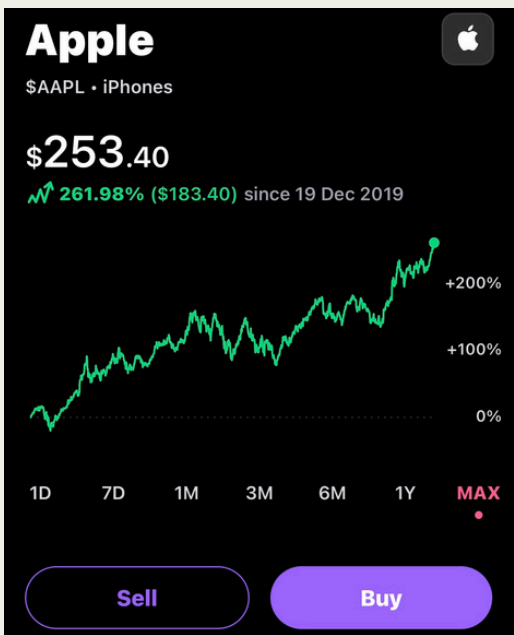 Apple
$AAPL • iPhones
$253.40
261.98% ($183.40) since 19 Dec 2019
+200%
+100%
0%
1D 7D 1M 3M 6M 1Y MAX
Sell Buy